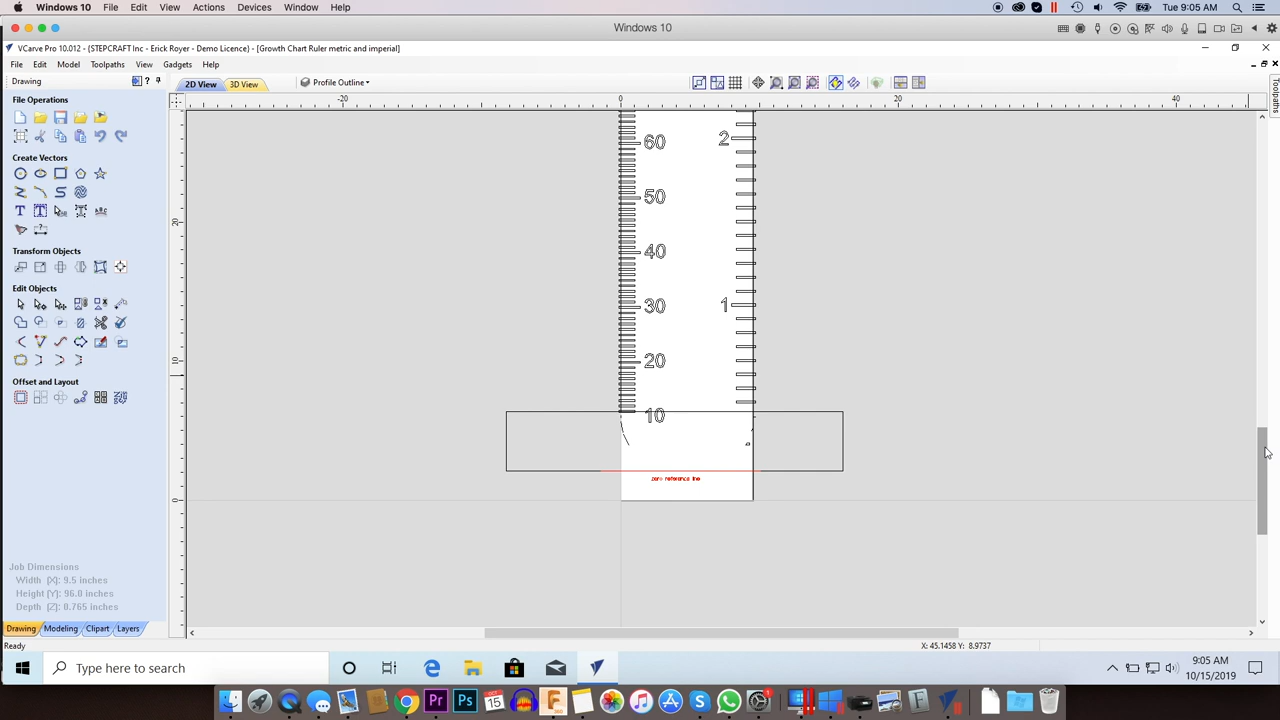 Windows 10 File Edit View Actions Devices Window Help Tue 9:05 AM
Windows 10
VCarve Pro 10.012 - {STEPCRAFT Inc - Erick Royer - Demo Licence} - [Growth Chart Ruler metric and imperial]
File Edit Model Toolpaths View Gadgets Help
Drawing
2D View 3D View Profile Outline
Toolpaths
File Operations
Create Vectors
Transform Objects
Edit Objects
Offset and Layout
-20 0 20 40
20
10
0
60 2
50
40
30 1
20
10
zero reference line
Job Dimensions
Width [X]: 9.5 inches
Height [Y]: 96.0 inches
Depth [Z]: 0.765 inches
Drawing Modeling Clipart Layers
Ready X: 45.1458 Y: 8.9737
Type here to search
9:05 AM
10/15/2019